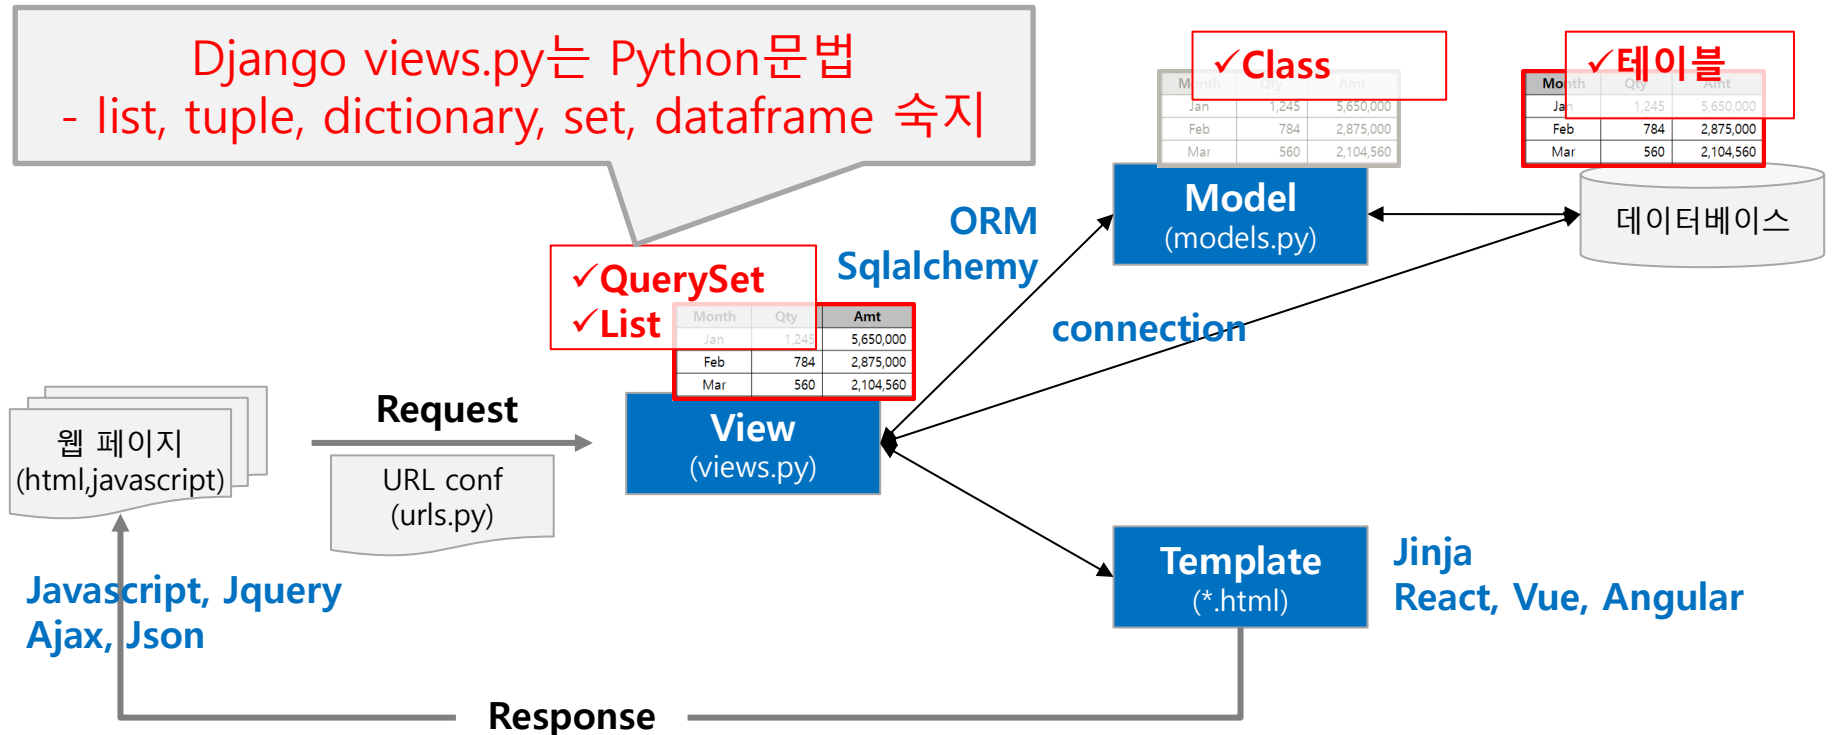 Django views.py는 Python문법
- list, tuple, dictionary, set, dataframe 숙지
✓Class
Month Qty Amt
Jan 1,245 5,650,000
Feb 784 2,875,000
Mar 560 2,104,560
✓테이블
Month Qty Amt
Jan 1,245 5,650,000
Feb 784 2,875,000
Mar 560 2,104,560
Model
(models.py)
데이터베이스
ORM
Sqlalchemy
✓QuerySet
✓List
Month Qty Amt
Jan 1,245 5,650,000
Feb 784 2,875,000
Mar 560 2,104,560
connection
Request
웹 페이지
(html,javascript)
URL conf
(urls.py)
View
(views.py)
Template
(*.html)
Jinja
React, Vue, Angular
Javascript, Jquery
Ajax, Json
Response